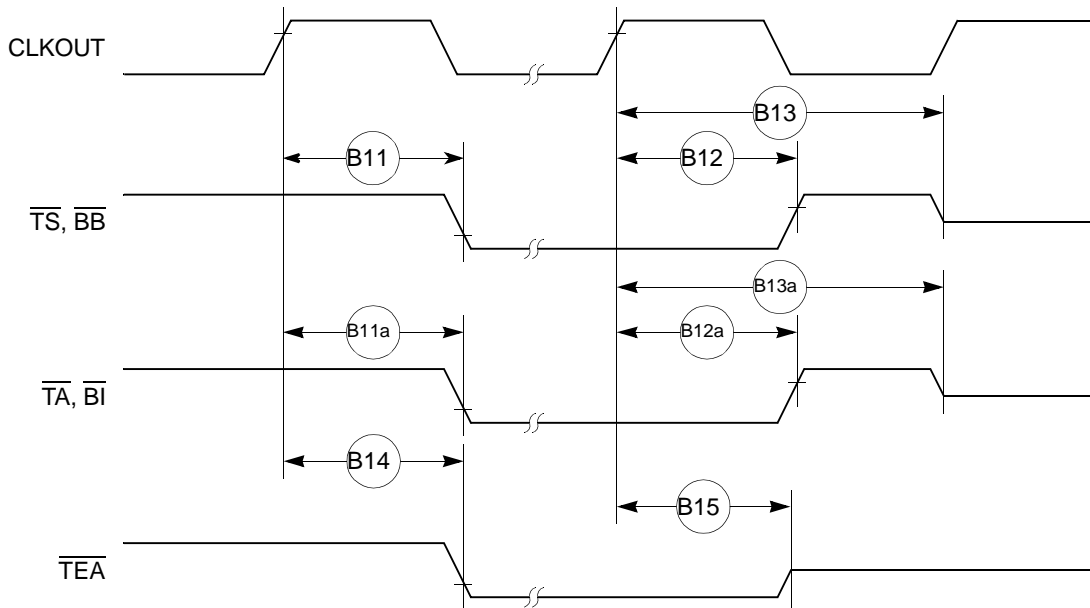 CLKOUT
B13
B11
B12
TS, BB
B13a
B11a
B12a
TA, BI
B14
B15
TEA